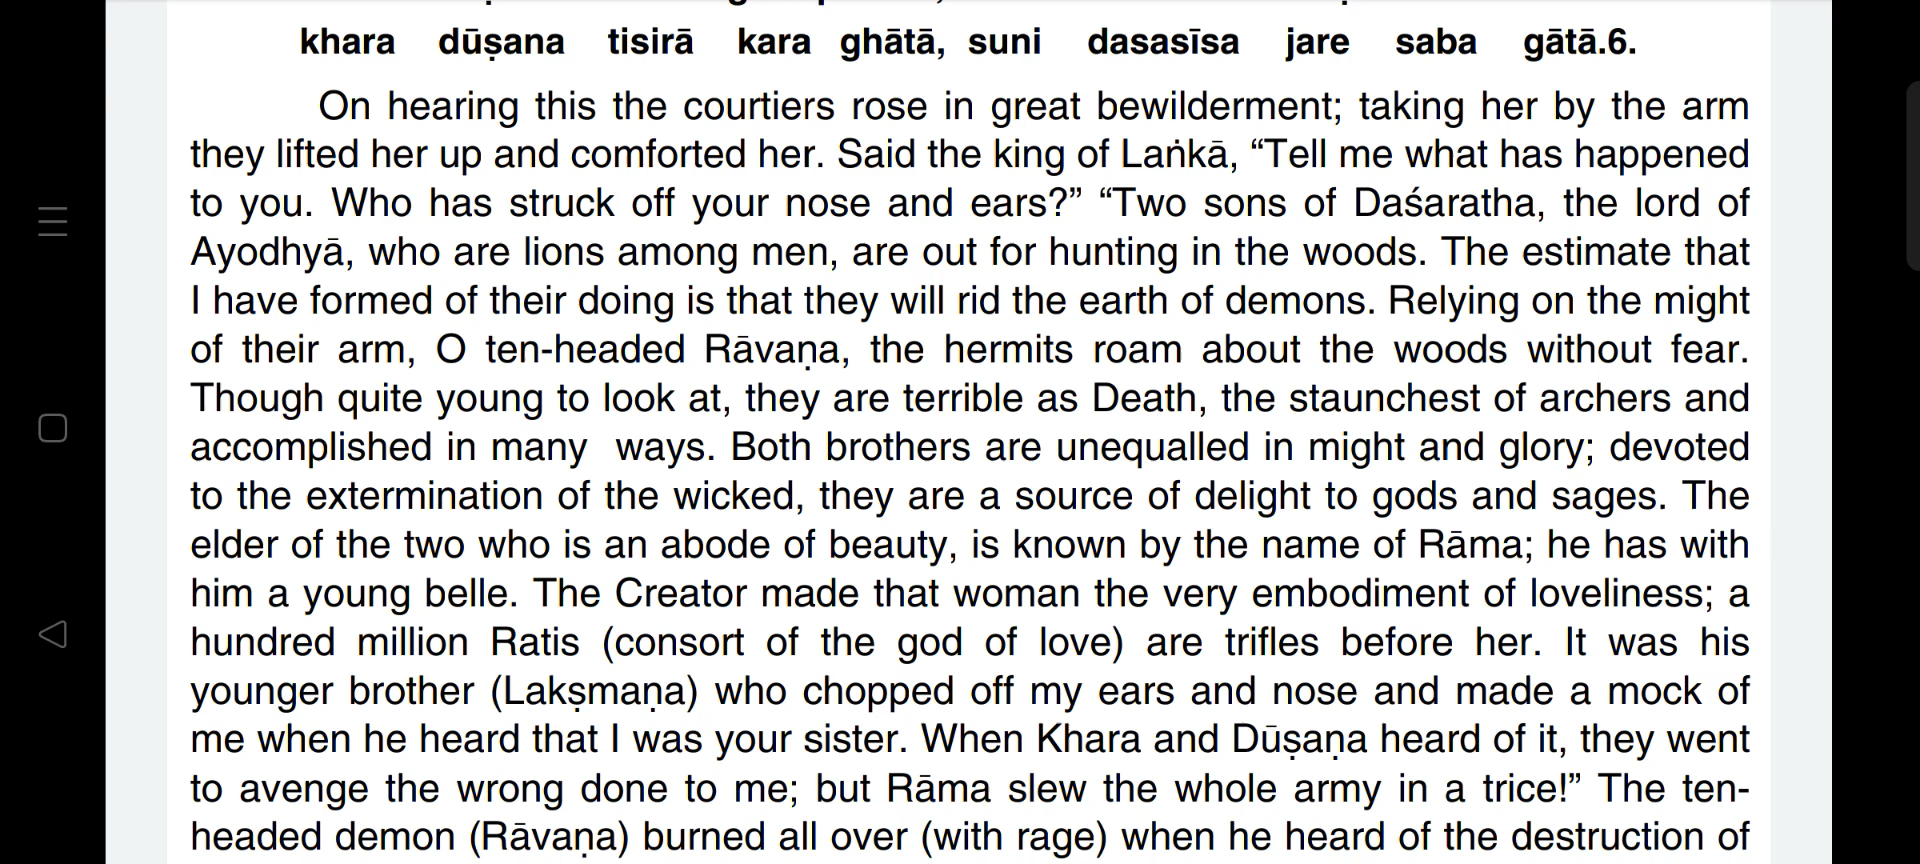 khara dūṣana tisirā kara ghātā, suni dasasīsa jare saba gātā.6.
On hearing this the courtiers rose in great bewilderment; taking her by the arm
they lifted her up and comforted her. Said the king of Laṅkā, “Tell me what has happened
to you. Who has struck off your nose and ears?” “Two sons of Daśaratha, the lord of
Ayodhyā, who are lions among men, are out for hunting in the woods. The estimate that
I have formed of their doing is that they will rid the earth of demons. Relying on the might
of their arm, O ten-headed Rāvaṇa, the hermits roam about the woods without fear.
Though quite young to look at, they are terrible as Death, the staunchest of archers and
accomplished in many ways. Both brothers are unequalled in might and glory; devoted
to the extermination of the wicked, they are a source of delight to gods and sages. The
elder of the two who is an abode of beauty, is known by the name of Rāma; he has with
him a young belle. The Creator made that woman the very embodiment of loveliness; a
hundred million Ratis (consort of the god of love) are trifles before her. It was his
younger brother (Lakṣmaṇa) who chopped off my ears and nose and made a mock of
me when he heard that I was your sister. When Khara and Dūṣaṇa heard of it, they went
to avenge the wrong done to me; but Rāma slew the whole army in a trice!” The ten-
headed demon (Rāvaṇa) burned all over (with rage) when he heard of the destruction of